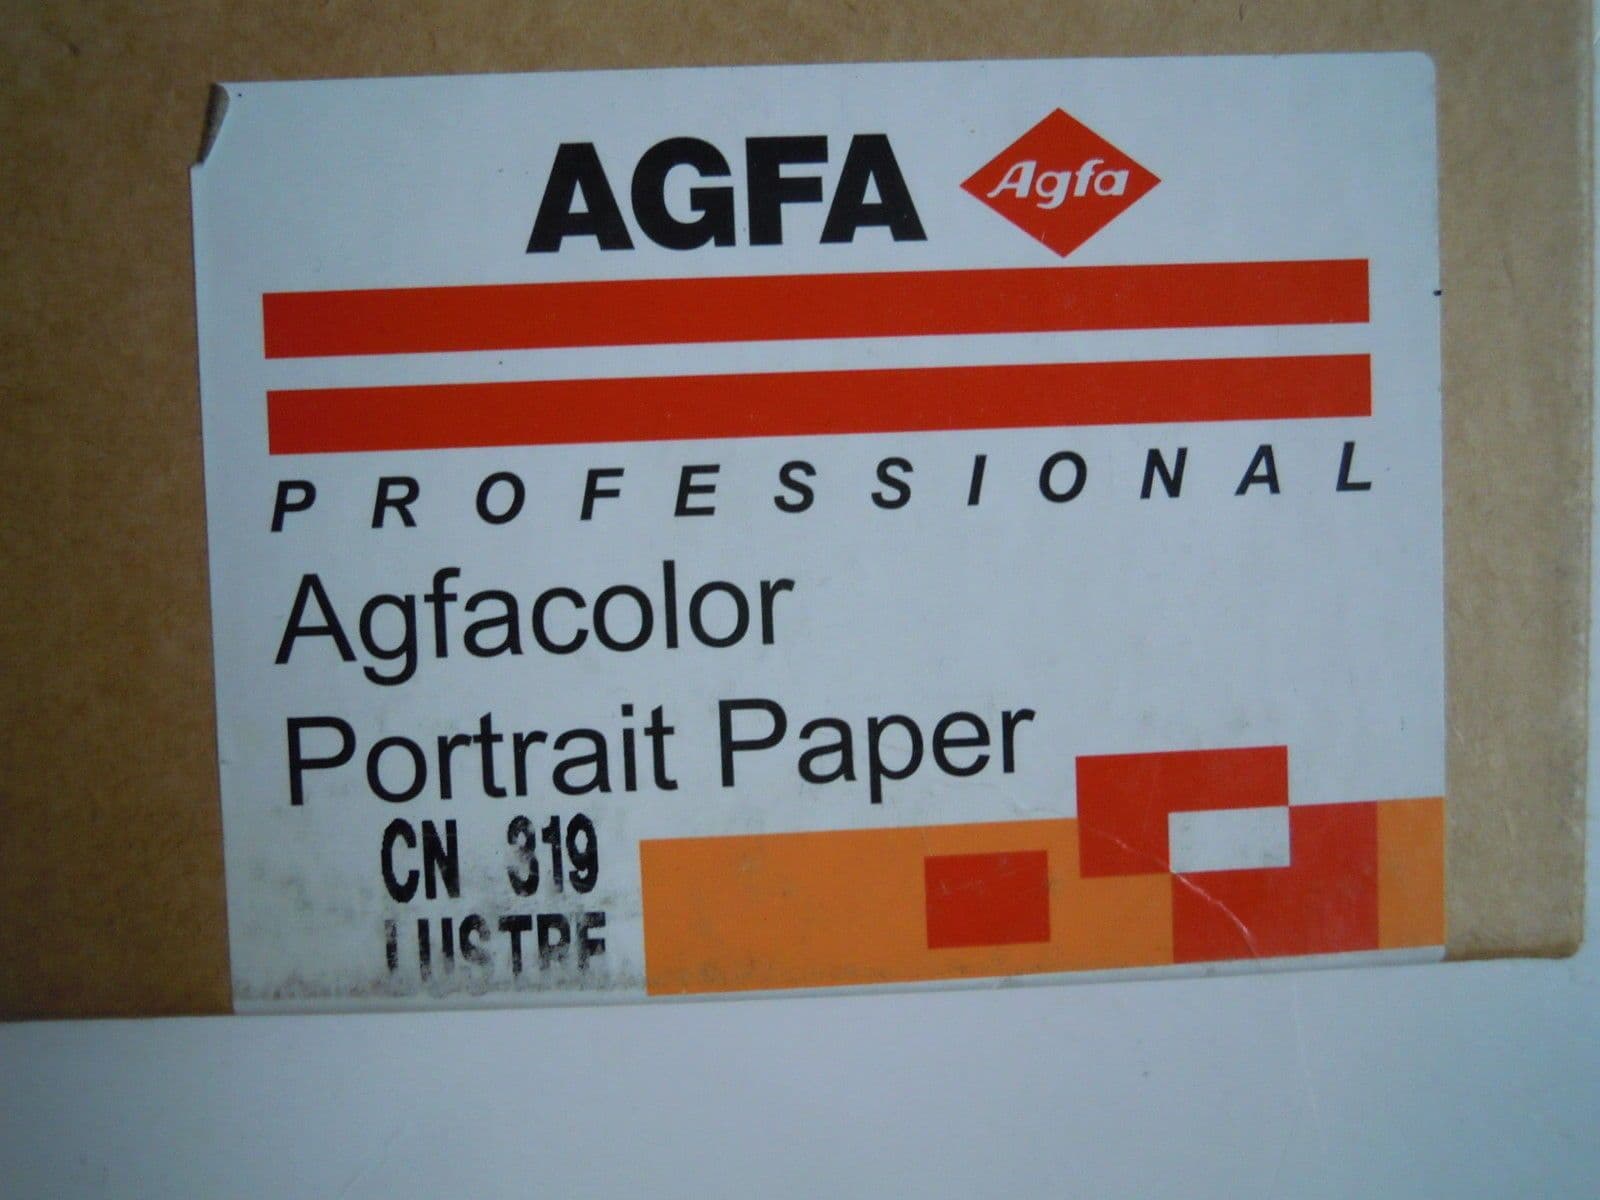 AGFA Agfa
PROFESSIONAL
Agfacolor
Portrait Paper
CN 319
LUSTRE